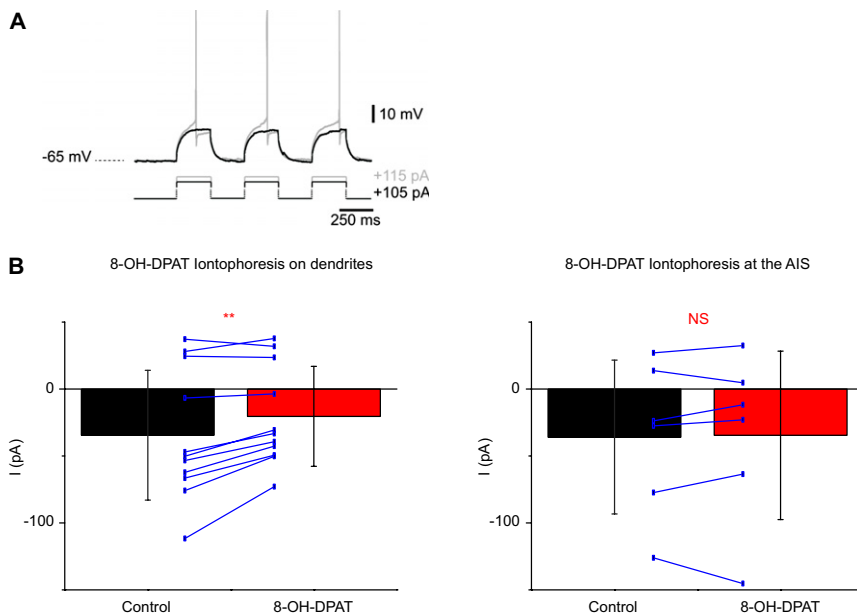 A
10 mV
-65 mV
+115 pA
+105 pA
250 ms
B
8-OH-DPAT Iontophoresis on dendrites
**
0
I (pA)
-100
Control
8-OH-DPAT
8-OH-DPAT Iontophoresis at the AIS
NS
0
I (pA)
-100
Control
8-OH-DPAT